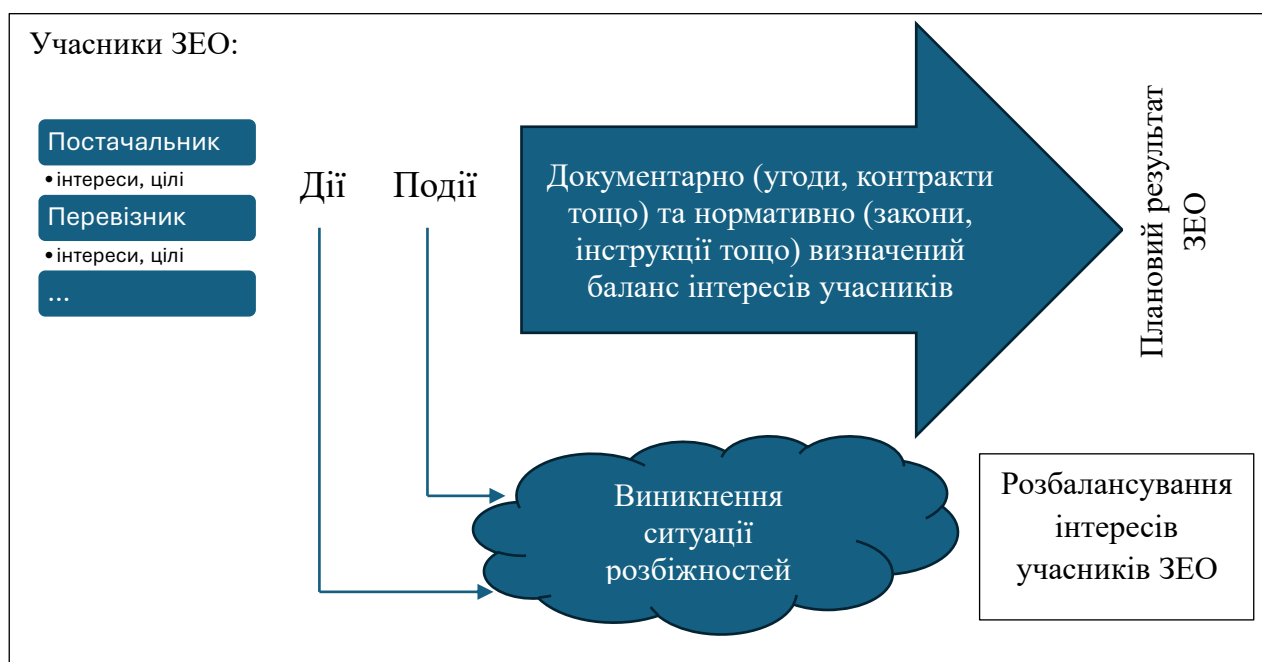 Учасники ЗЕО:
Постачальник
• інтереси, цілі
Перевізник
• інтереси, цілі
...
Дії
Події
Документарно (угоди, контракти
тощо) та нормативно (закони,
інструкції тощо) визначений
баланс інтересів учасників
Плановий результат
ЗЕО
Виникнення
ситуації
розбіжностей
Розбалансування
інтересів
учасників ЗЕО